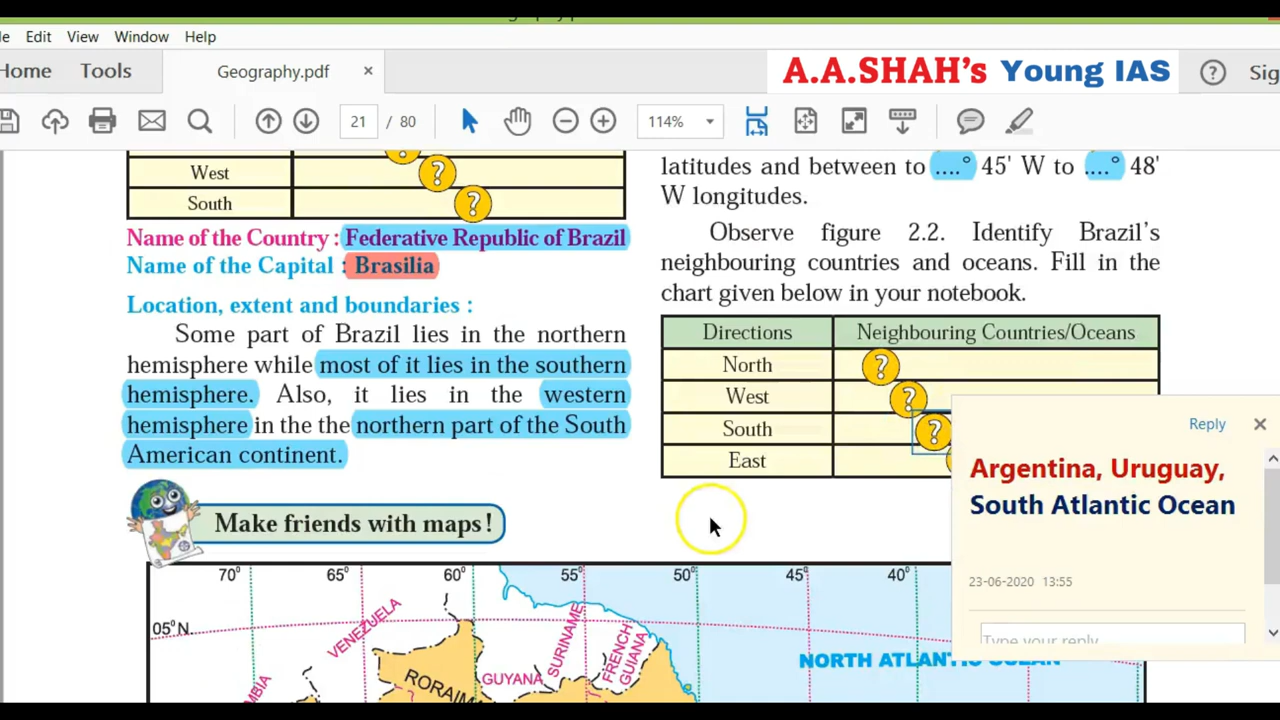 Edit View Window Help
Home Tools Geography.pdf ×
A.A.SHAH's Young IAS
? Sig
21 / 80
114%
West ?
South ?
Name of the Country : Federative Republic of Brazil
Name of the Capital : Brasilia
Location, extent and boundaries :
Some part of Brazil lies in the northern
hemisphere while most of it lies in the southern
hemisphere. Also, it lies in the western
hemisphere in the the northern part of the South
American continent.
Make friends with maps!
latitudes and between to ....° 45' W to ....° 48'
W longitudes.
Observe figure 2.2. Identify Brazil's
neighbouring countries and oceans. Fill in the
chart given below in your notebook.
Directions Neighbouring Countries/Oceans
North ?
West ?
South ?
East
Reply ×
Argentina, Uruguay,
South Atlantic Ocean
23-06-2020 13:55
Type your reply
70° 65° 60° 55° 50° 45° 40°
05° N.
VENEZUELA
RORAIM
GUYANA
SURINAME
FRENCH
GUIANA
NORTH ATLANTIC OCEAN